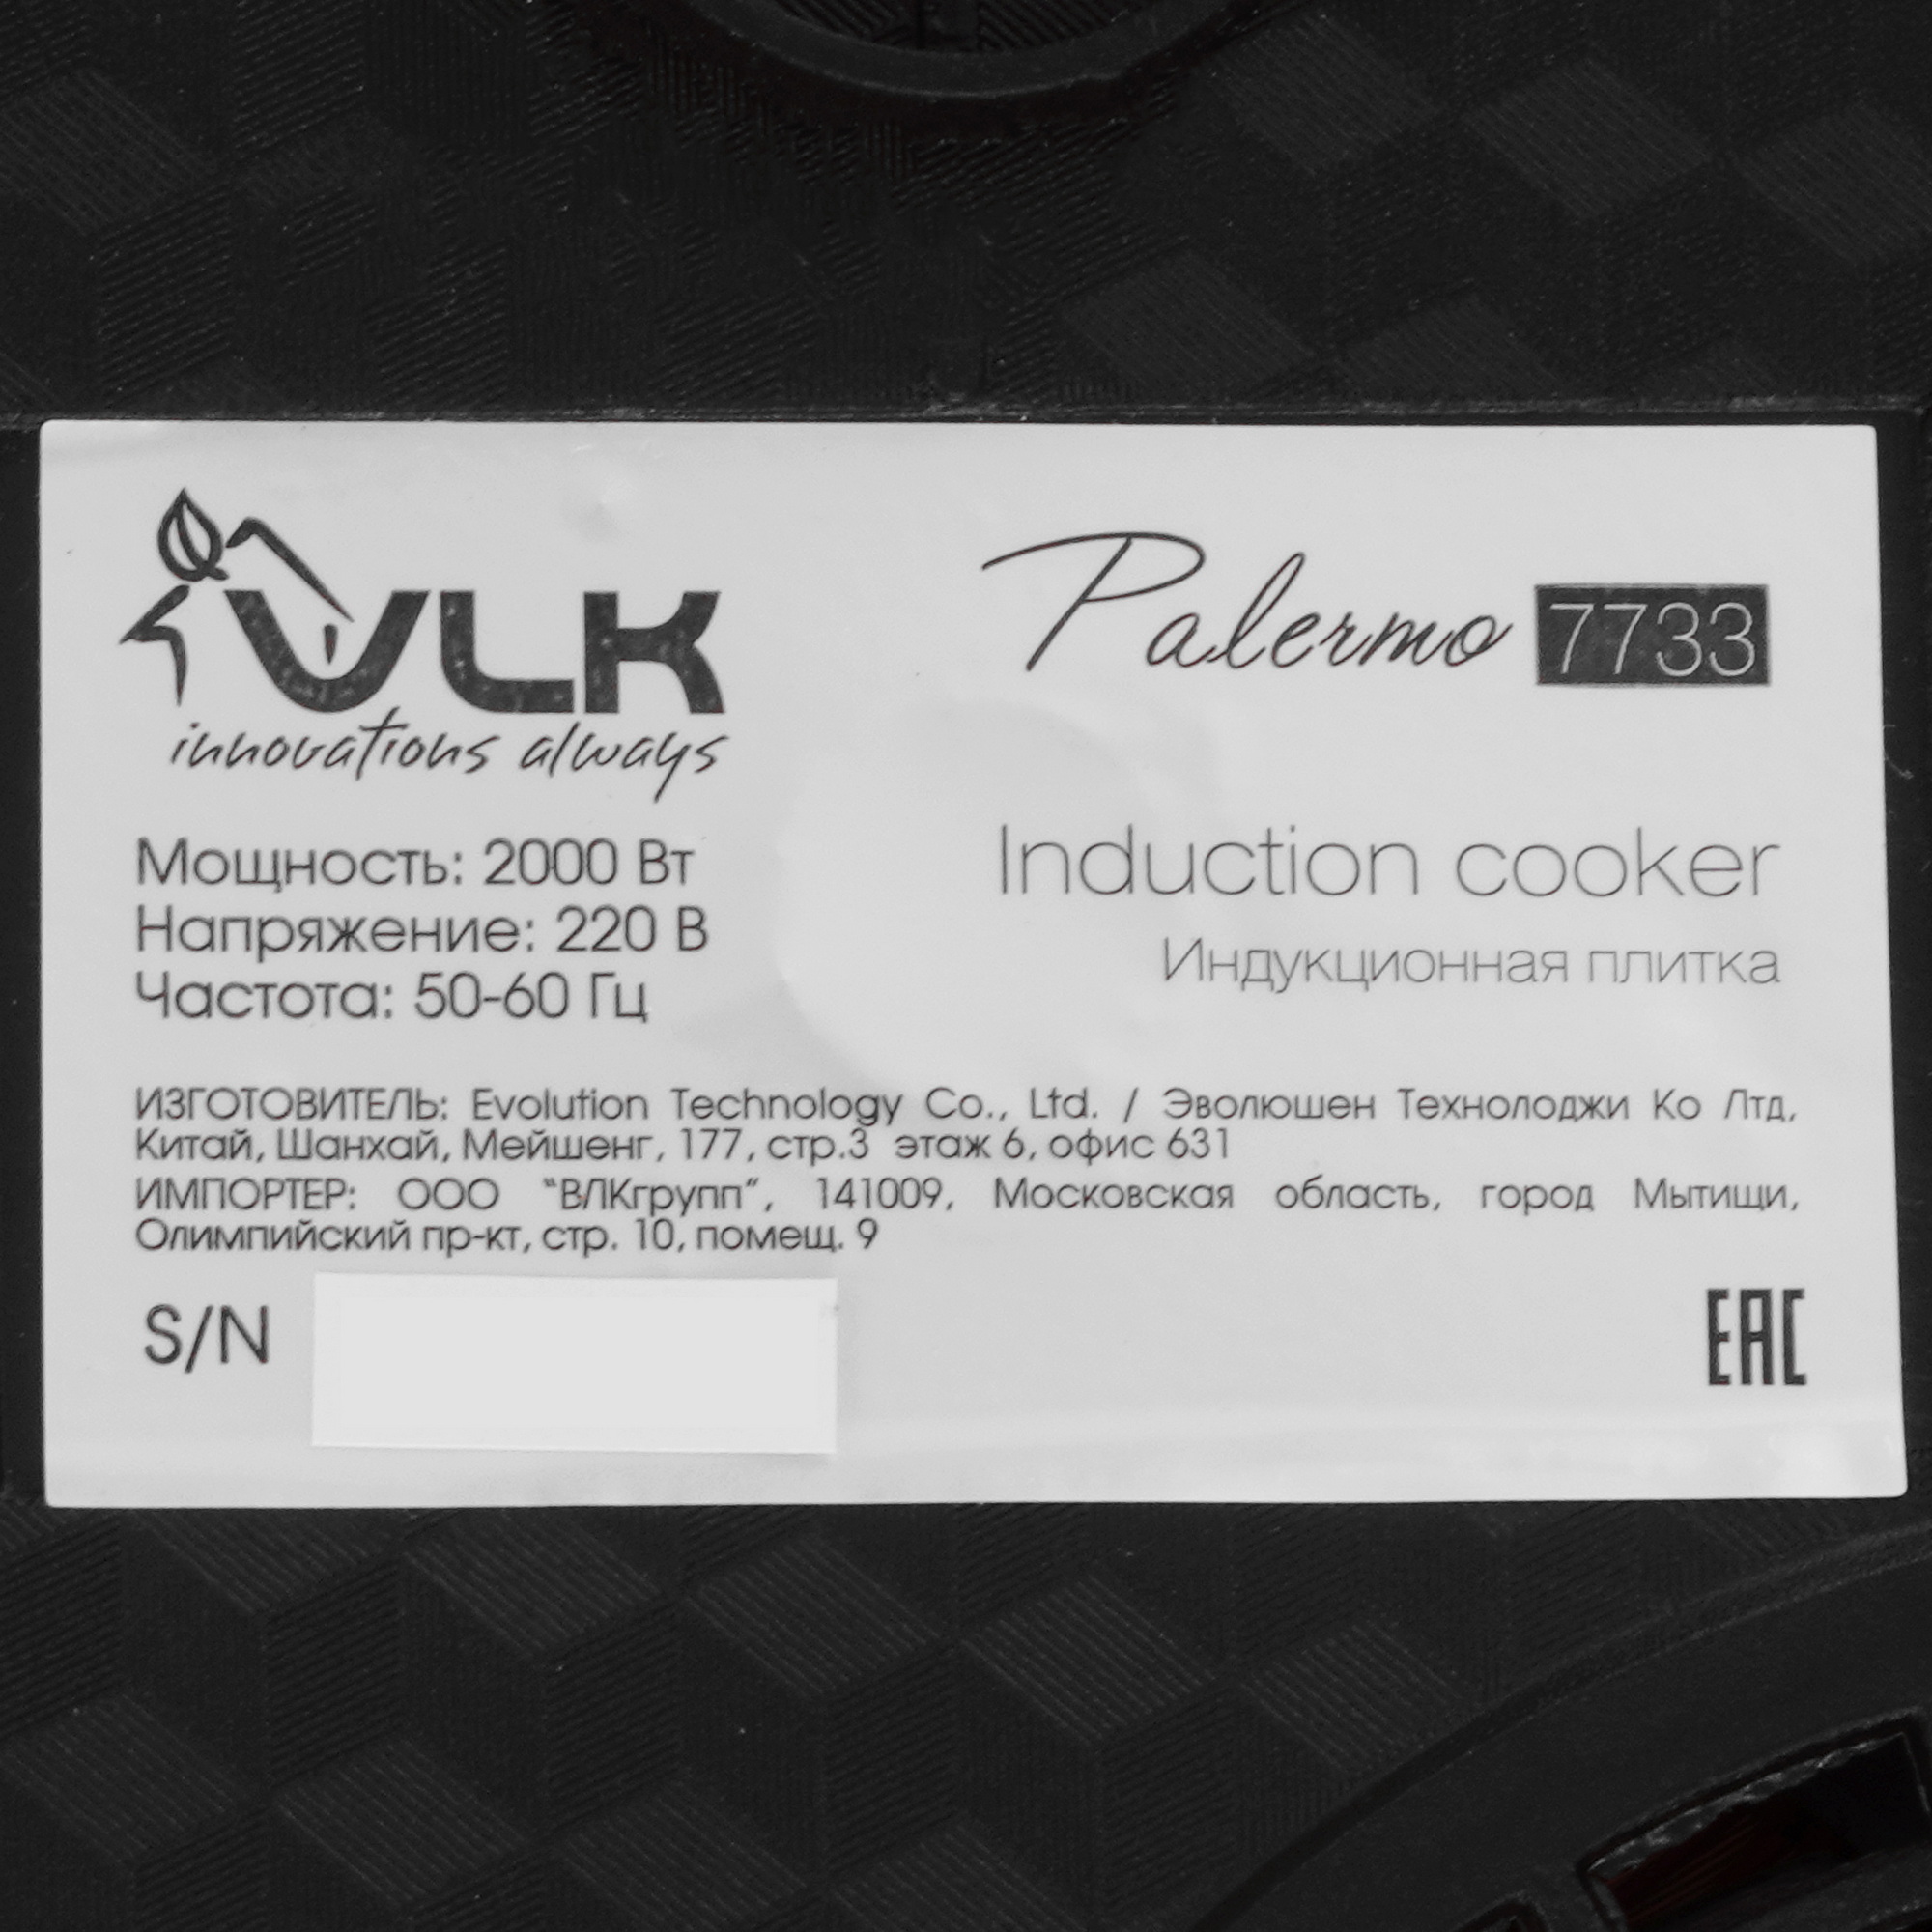 VLK
innovations always
Palermo 7733
Мощность: 2000 Вт
Напряжение: 220 В
Частота: 50-60 Гц
Induction cooker
Индукционная плитка
ИЗГОТОВИТЕЛЬ: Evolution Technology Co., Ltd. / Эволюшен Технолоджи Ко Лтд,
Китай, Шанхай, Мейшенг, 177, стр.3 этаж 6, офис 631
ИМПОРТЕР: ООО "ВЛКгрупп", 141009, Московская область, город Мытищи,
Олимпийский пр-кт, стр. 10, помещ. 9
S/N
EAC